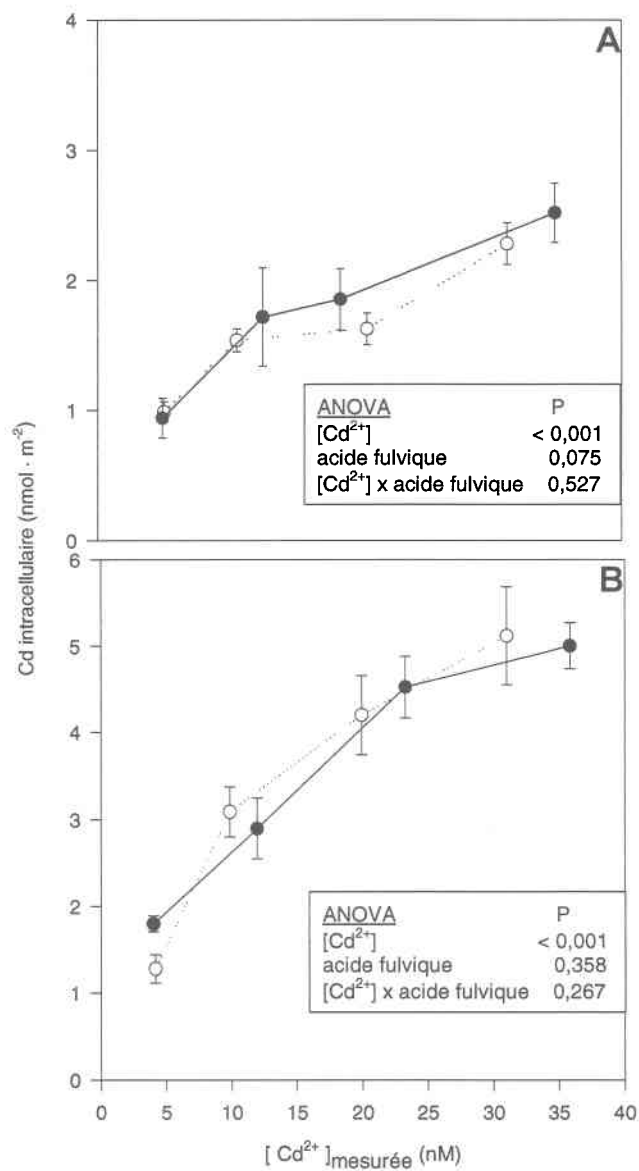 4
A
3
2
1
0
ANOVA P
[Cd²⁺] < 0,001
acide fulvique 0,075
[Cd²⁺] x acide fulvique 0,527
Cd intracellulaire (nmol · m⁻²)
6
B
5
4
3
2
1
0
ANOVA P
[Cd²⁺] < 0,001
acide fulvique 0,358
[Cd²⁺] x acide fulvique 0,267
0 5 10 15 20 25 30 35 40
[ Cd²⁺ ]mesurée (nM)